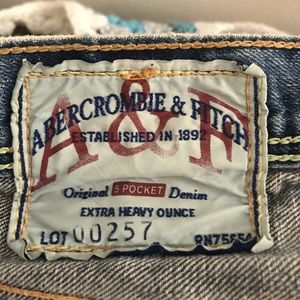 A & F
ABERCROMBIE & FITCH
ESTABLISHED IN 1892
Original 5 POCKET Denim
EXTRA HEAVY OUNCE
LOT 00257